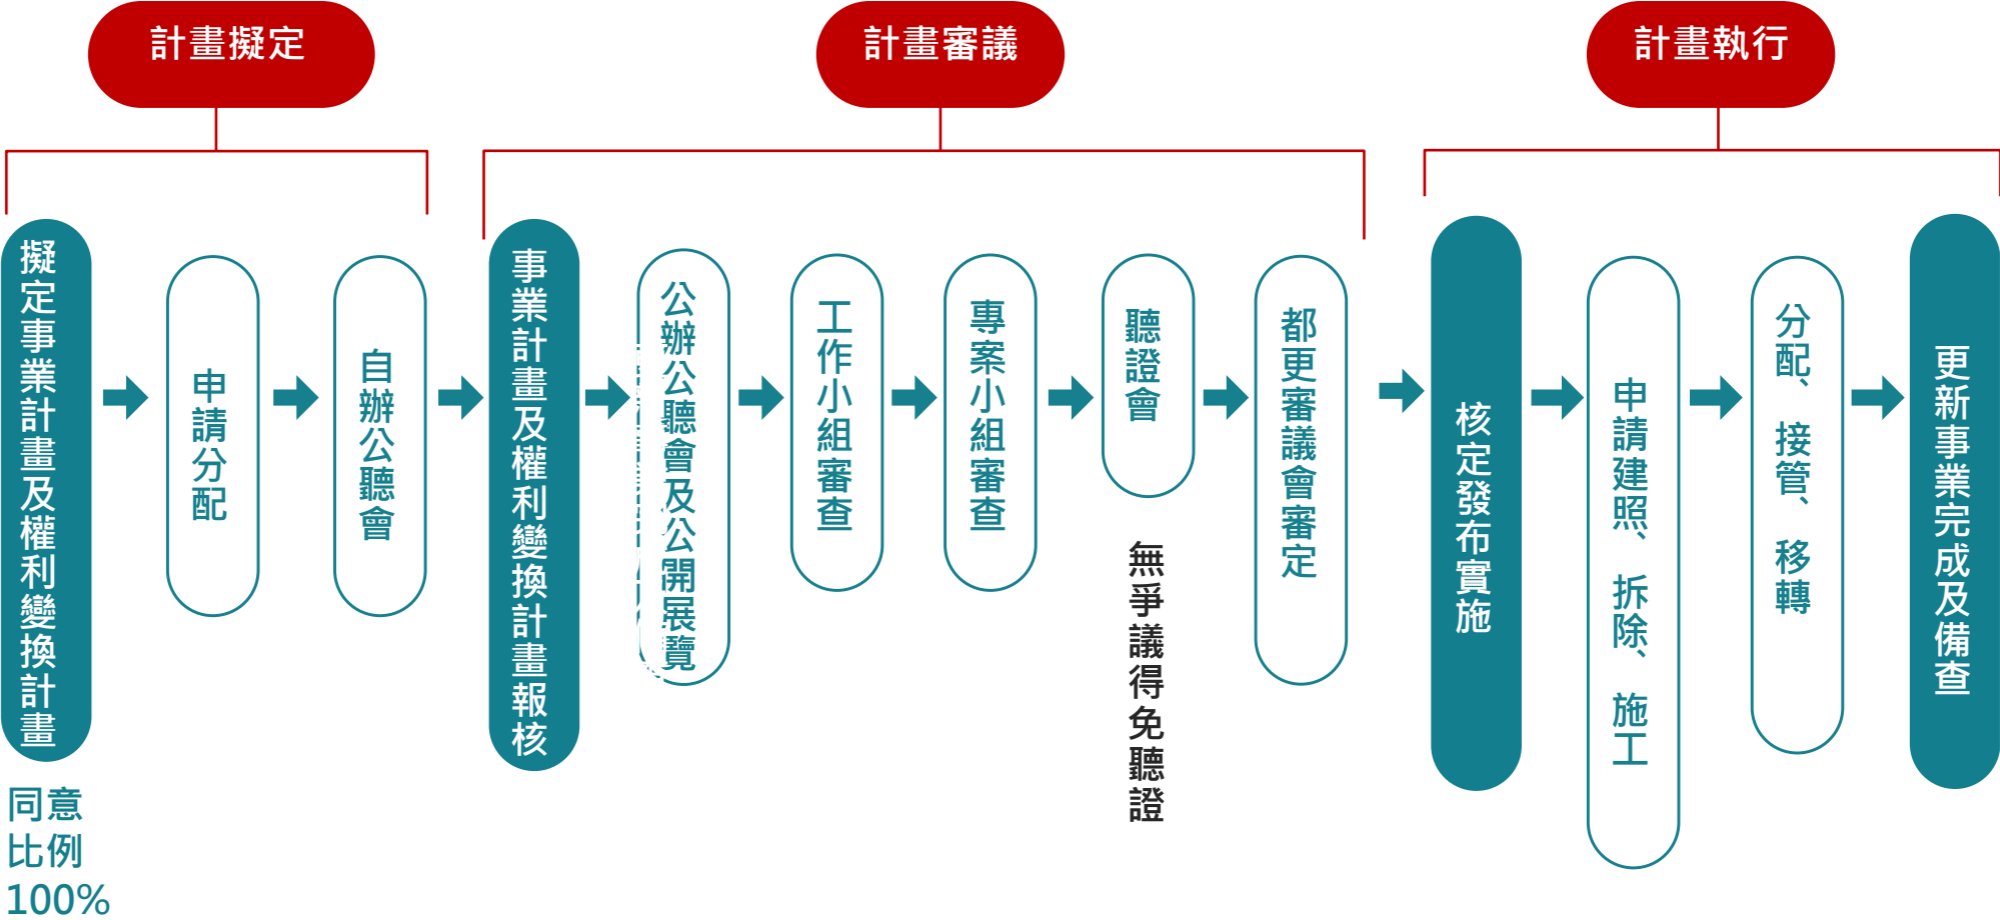 計畫擬定
計畫審議
計畫執行
擬定事業計畫及權利變換計畫
同意
比例
100%
申請分配
自辦公聽會
事業計畫及權利變換計畫報核
公辦公聽會及公開展覽
工作小組審查
專案小組審查
聽證會
無爭議得免聽證
都更審議會審定
核定發布實施
申請建照、拆除、施工
分配、接管、移轉
更新事業完成及備查